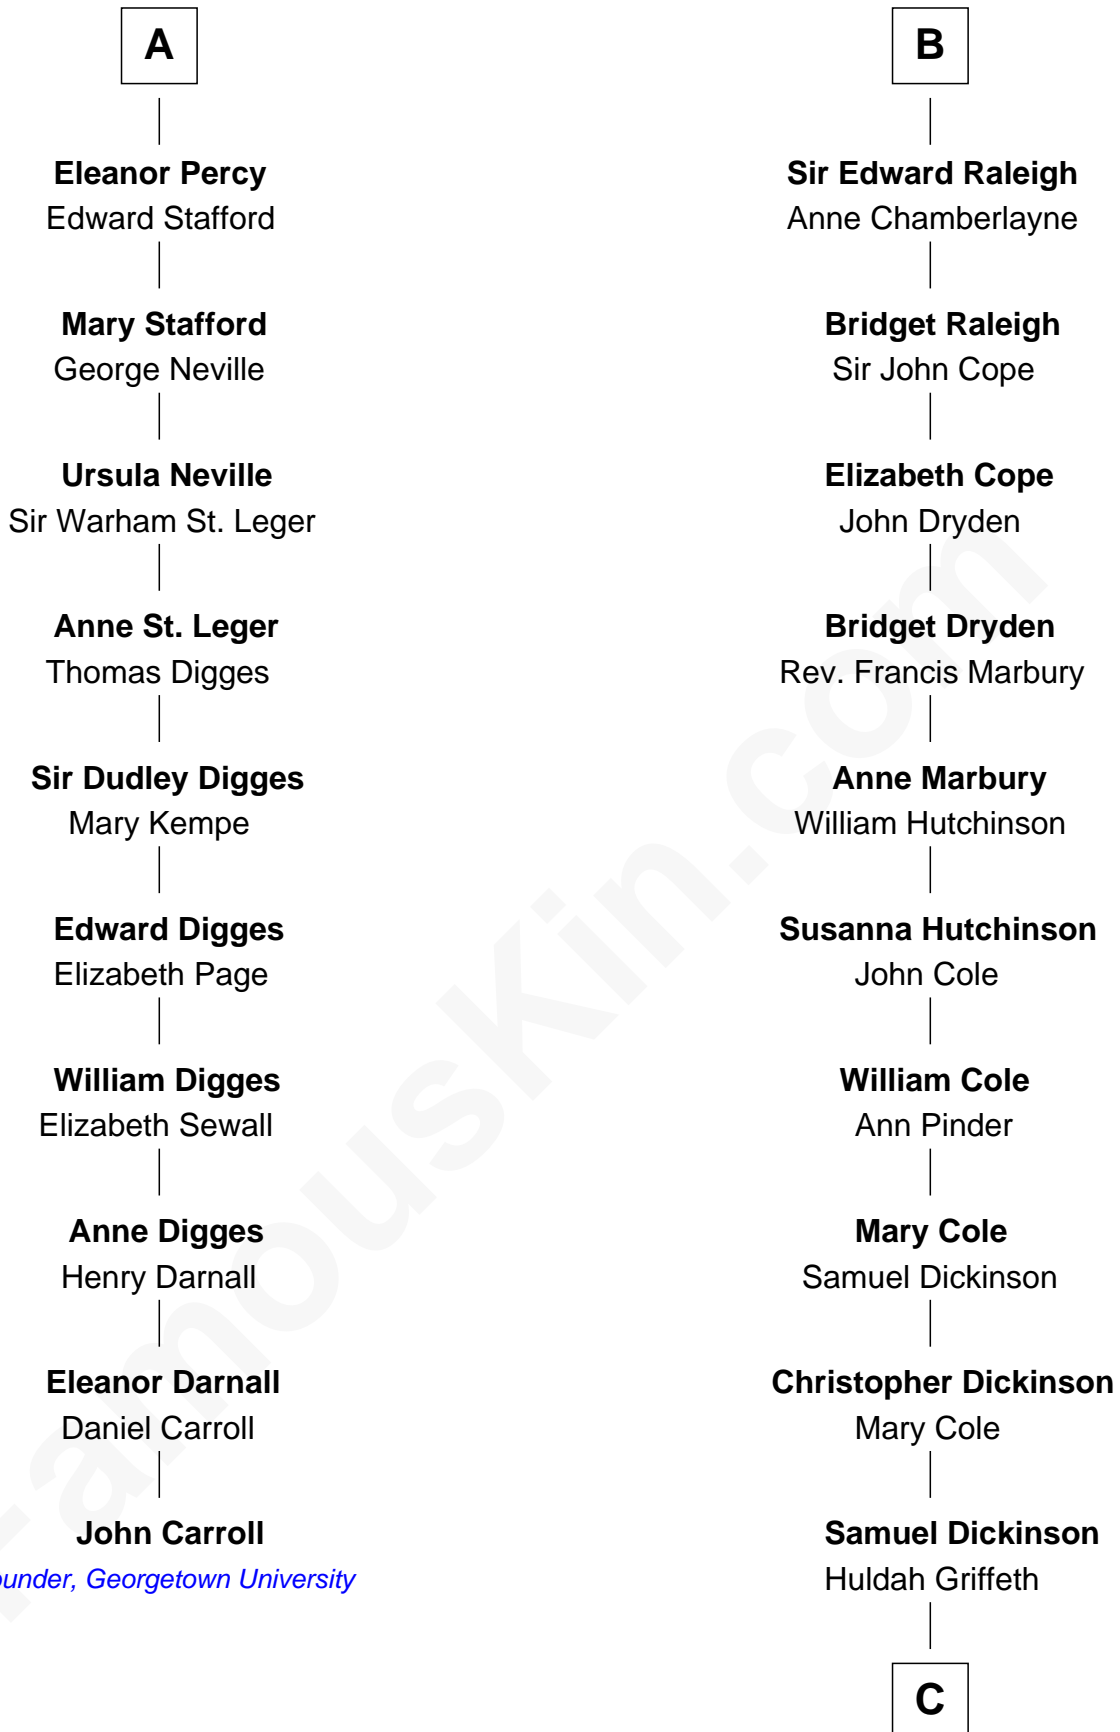 A
Eleanor Percy
Edward Stafford
Mary Stafford
George Neville
Ursula Neville
Sir Warham St. Leger
Anne St. Leger
Thomas Digges
Sir Dudley Digges
Mary Kempe
Edward Digges
Elizabeth Page
William Digges
Elizabeth Sewall
Anne Digges
Henry Darnall
Eleanor Darnall
Daniel Carroll
John Carroll
ounder, Georgetown University
B
Sir Edward Raleigh
Anne Chamberlayne
Bridget Raleigh
Sir John Cope
Elizabeth Cope
John Dryden
Bridget Dryden
Rev. Francis Marbury
Anne Marbury
William Hutchinson
Susanna Hutchinson
John Cole
William Cole
Ann Pinder
Mary Cole
Samuel Dickinson
Christopher Dickinson
Mary Cole
Samuel Dickinson
Huldah Griffeth
C
FamousKin.com